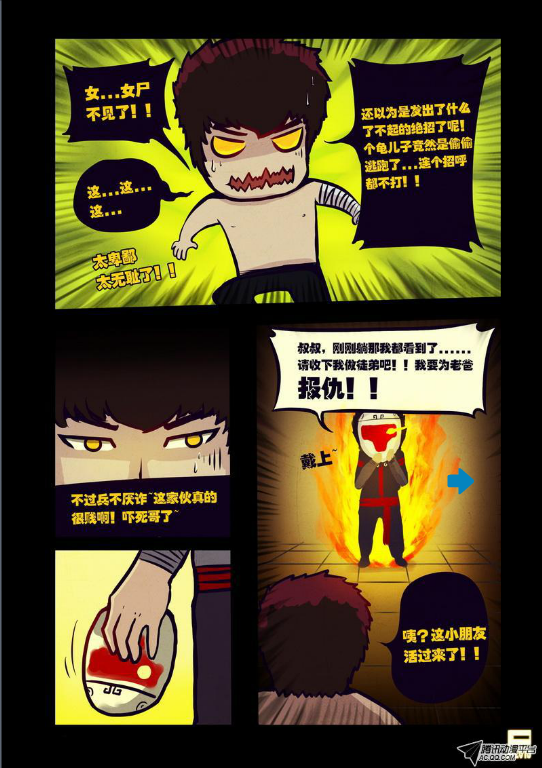 女...女尸
不见了！！
还以为是发出了什么
了不起的绝招了呢！
个龟儿子竟然是偷偷
逃跑了...连个招呼
都不打！！
这...这...
这...
太卑鄙
太无耻了！！
叔叔，刚刚躺那我都看到了......
请收下我做徒弟吧！！我要为老爸
报仇！！
戴上~
不过兵不厌诈~这家伙真的
很贱啊！吓死哥了~
咦？这小朋友
活过来了！！
腾讯动漫平台
AC.QQ.COM